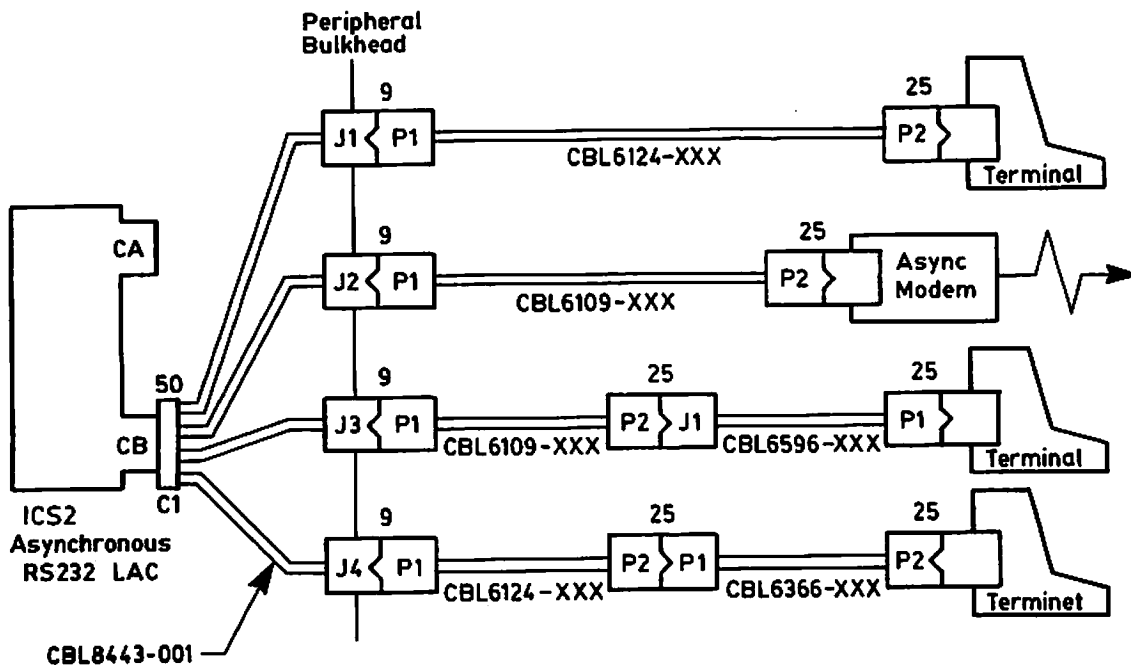 Peripheral
Bulkhead
9
25
J1
P1
P2
CBL6124-XXX
Terminal
CA
9
25
J2
P1
P2
Async
Modem
CBL6109-XXX
50
9
25
25
CB
J3
P1
P2
J1
P1
CBL6109-XXX
CBL6596-XXX
Terminal
C1
ICS2
Asynchronous
RS232 LAC
9
25
25
J4
P1
P2
P1
P2
CBL6124-XXX
CBL6366-XXX
Terminet
CBL8443-001